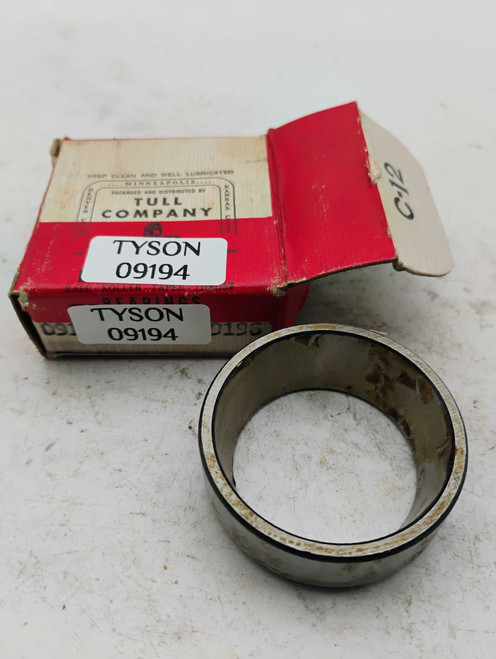 KEEP CLEAN AND WELL LUBRICATED
MINNEAPOLIS
PACKAGED AND DISTRIBUTED BY
TULL
COMPANY
C-12
TYSON
09194
BEARINGS
TYSON
09194